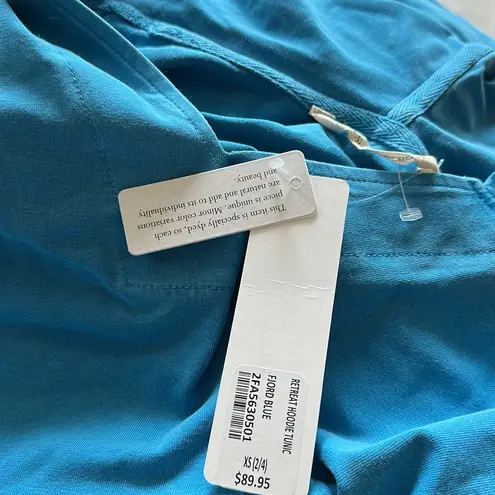 This item is specially dyed, so each
piece is unique. Minor color variations
are natural and add to its individuality
and beauty.
RETREAT HOODIE TUNIC
FJORD BLUE
2FA5630501
XS (2/4)
$89.95